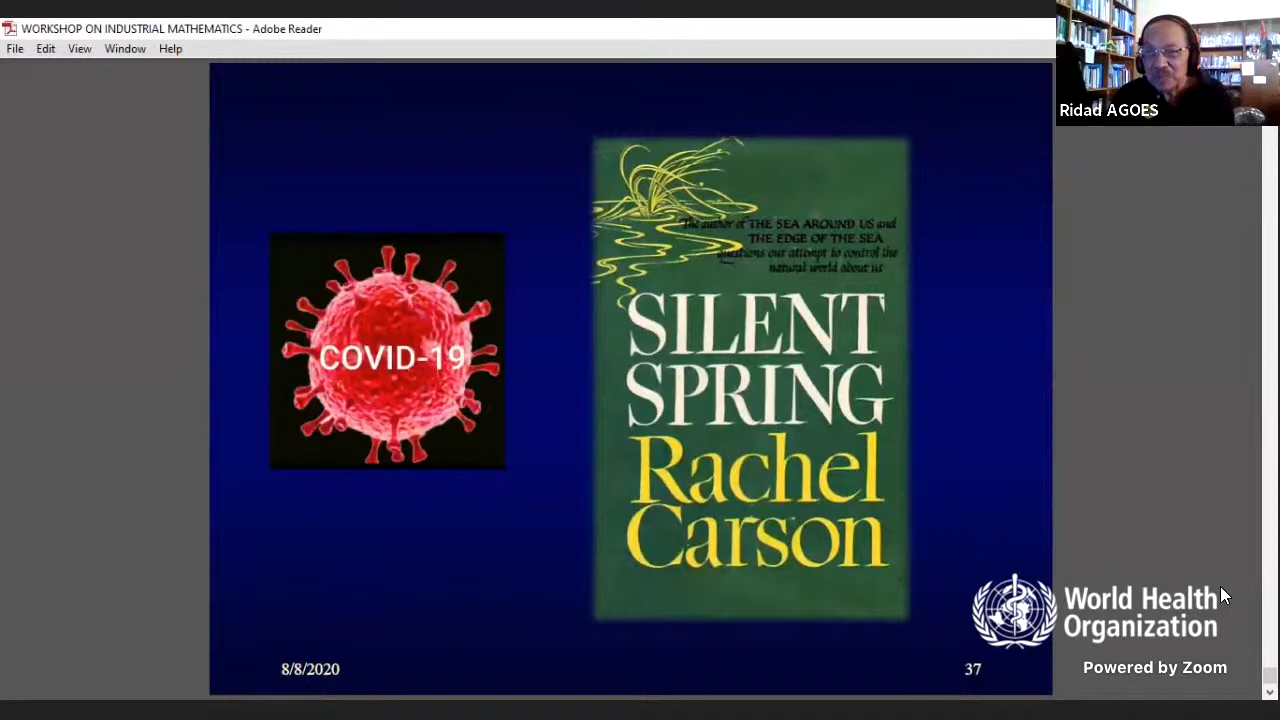 WORKSHOP ON INDUSTRIAL MATHEMATICS - Adobe Reader
File Edit View Window Help
Ridad AGOES
The author of THE SEA AROUND US and
THE EDGE OF THE SEA
questions our attempt to control the
natural world about us
SILENT
SPRING
Rachel
Carson
COVID-19
World Health
Organization
Powered by Zoom
8/8/2020
37